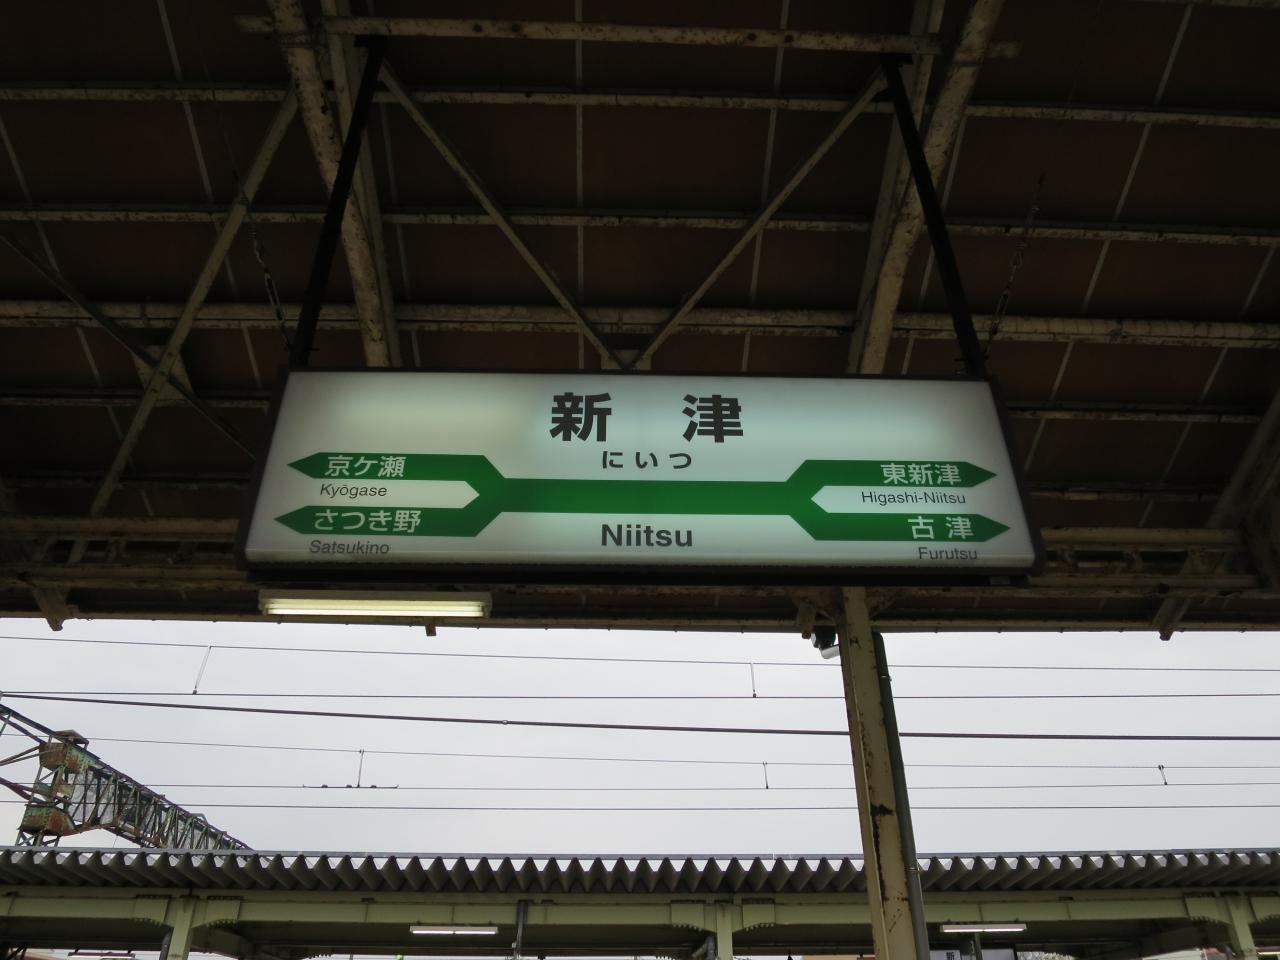 新津
にいつ
京ケ瀬
Kyōgase
さつき野
Satsukino
東新津
Higashi-Niitsu
古津
Furutsu
Niitsu